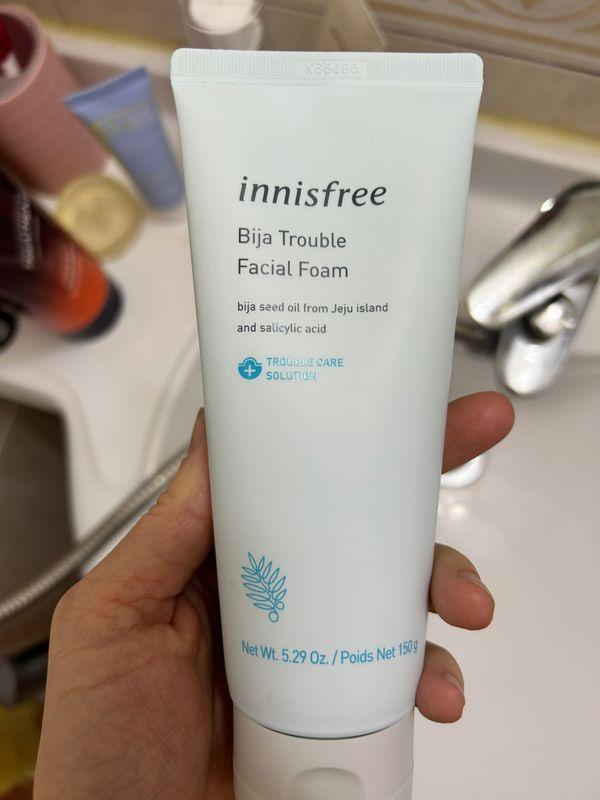 K35486
innisfree
Bija Trouble
Facial Foam
bija seed oil from Jeju island
and salicylic acid
TROUBLE CARE
SOLUTION
Net Wt. 5.29 Oz. / Poids Net 150 g